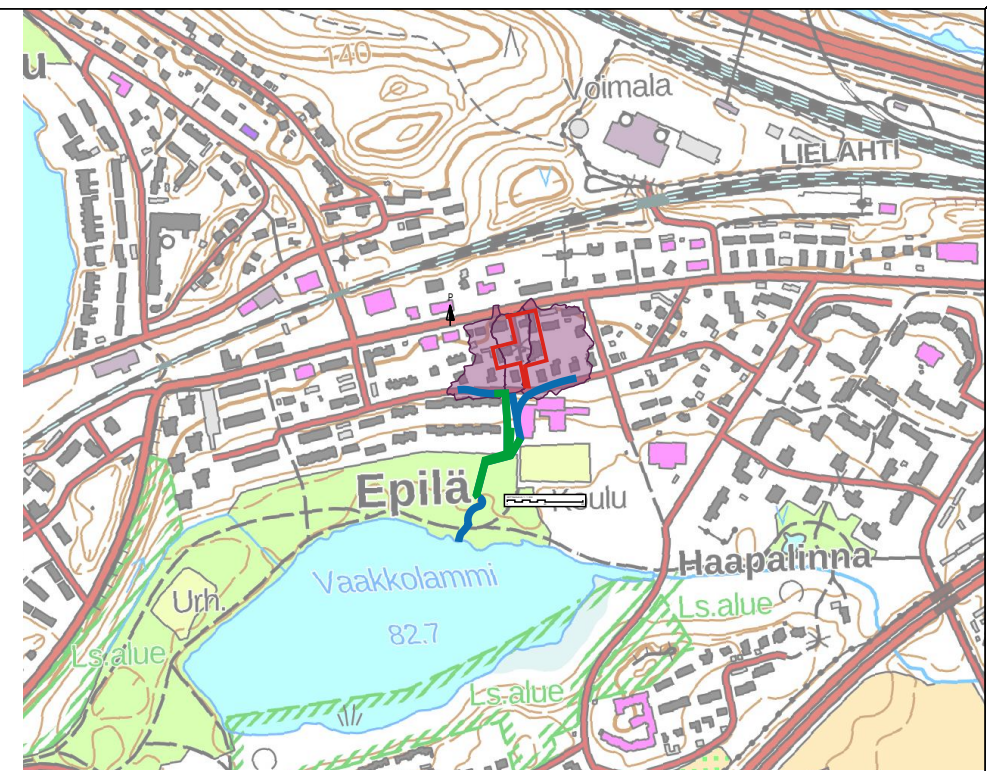 140
u
Voimala
LIELAHTI
P
Epilä
Koulu
Haapalinna
Vaakkolammi
Urh.
82.7
Ls.alue
Ls.alue
Ls.alue